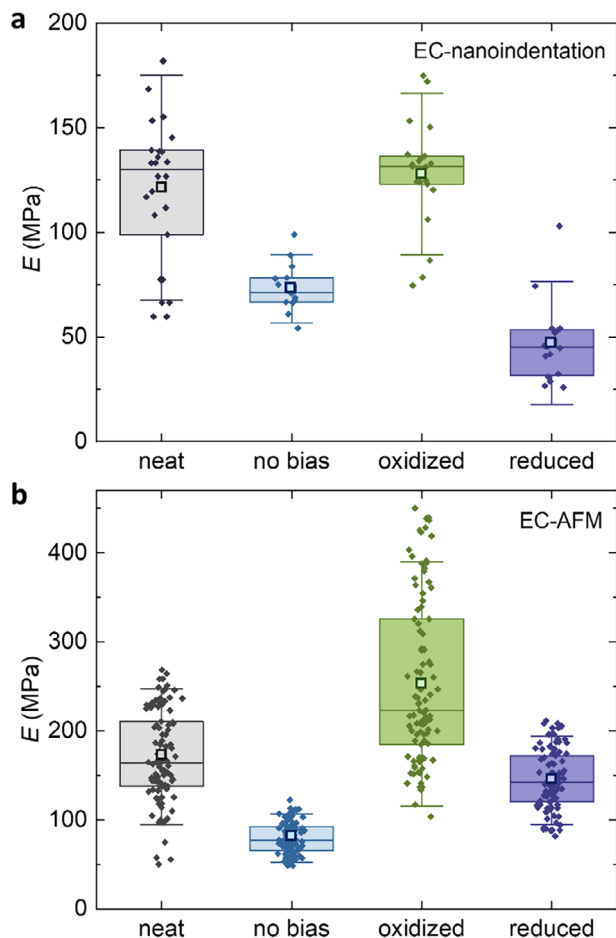 a
EC-nanoindentation
E (MPa)
200
150
100
50
0
neat no bias oxidized reduced
b
EC-AFM
E (MPa)
400
300
200
100
0
neat no bias oxidized reduced